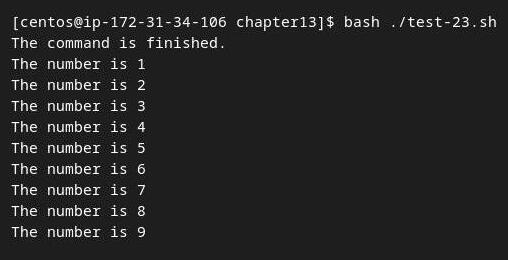 [centos@ip-172-31-34-106 chapter13]$ bash ./test-23.sh
The command is finished.
The number is 1
The number is 2
The number is 3
The number is 4
The number is 5
The number is 6
The number is 7
The number is 8
The number is 9